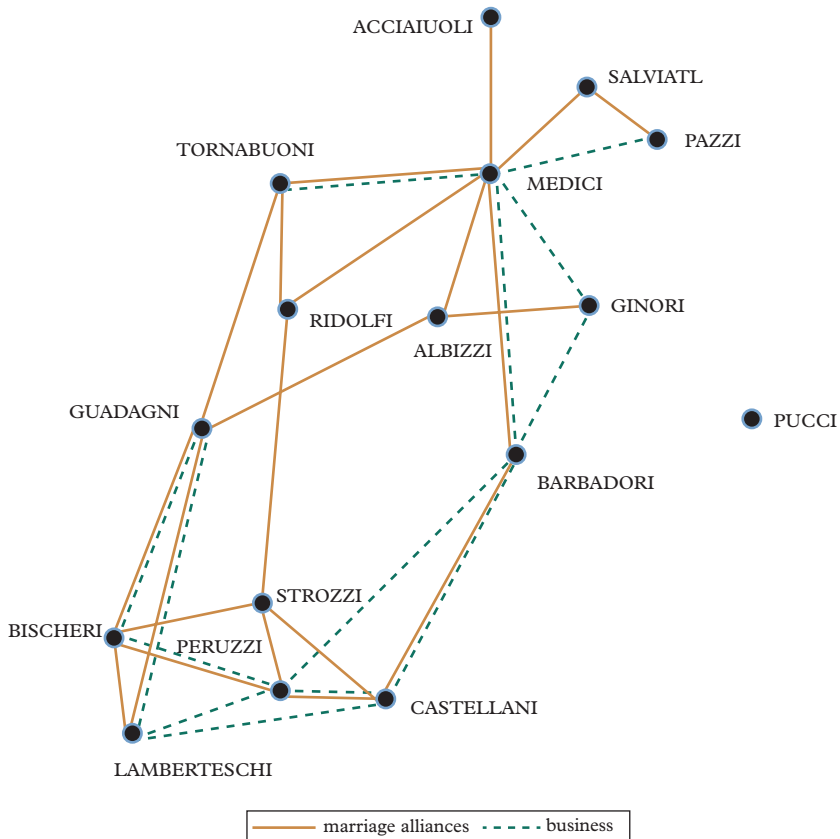 ACCIAIUOLI
SALVIATL
PAZZI
TORNABUONI
MEDICI
GINORI
RIDOLFI
ALBIZZI
GUADAGNI
PUCCI
BARBADORI
STROZZI
BISCHERI
PERUZZI
CASTELLANI
LAMBERTESCHI
marriage alliances business